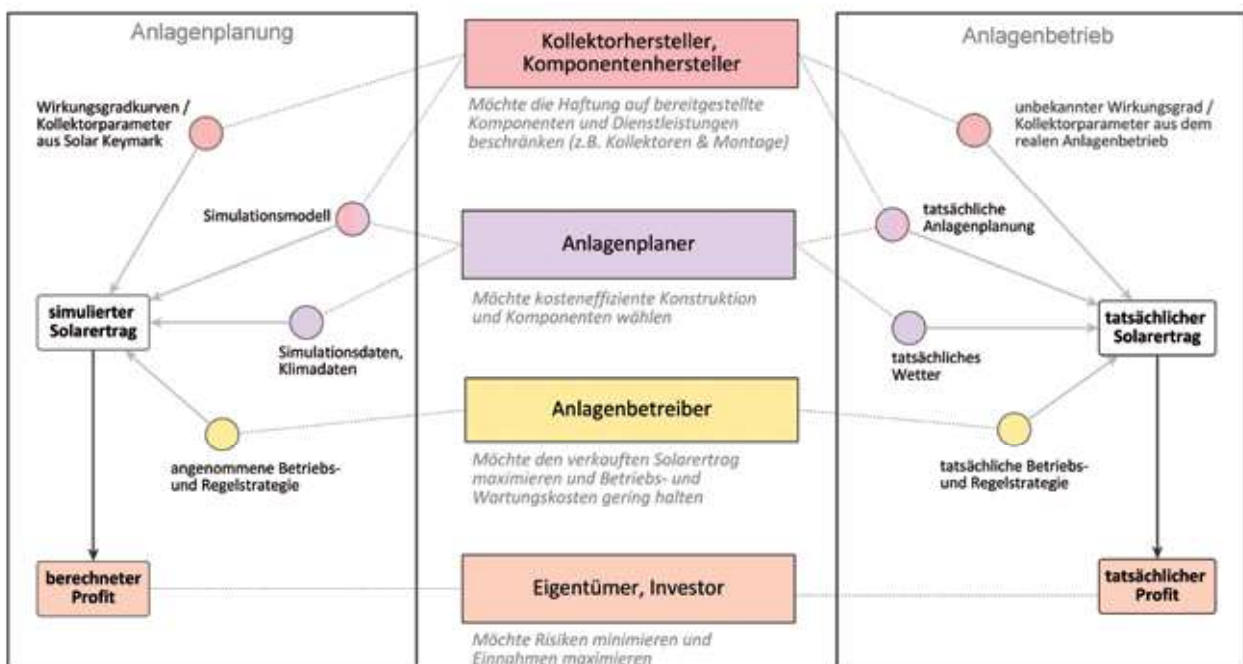 Anlagenplanung
Wirkungsgradkurven /
Kollektorparameter
aus Solar Keymark
Simulationsmodell
simulierter
Solarertrag
Simulationsdaten,
Klimadaten
angenommene Betriebs-
und Regelstrategie
berechneter
Profit
Kollektorhersteller,
Komponentenhersteller
Möchte die Haftung auf bereitgestellte
Komponenten und Dienstleistungen
beschränken (z.B. Kollektoren & Montage)
Anlagenplaner
Möchte kosteneffiziente Konstruktion
und Komponenten wählen
Anlagenbetreiber
Möchte den verkauften Solarertrag
maximieren und Betriebs- und
Wartungskosten gering halten
Eigentümer, Investor
Möchte Risiken minimieren und
Einnahmen maximieren
Anlagenbetrieb
unbekannter Wirkungsgrad /
Kollektorparameter aus dem
realen Anlagenbetrieb
tatsächliche
Anlagenplanung
tatsächlicher
Solarertrag
tatsächliches
Wetter
tatsächliche Betriebs-
und Regelstrategie
tatsächlicher
Profit